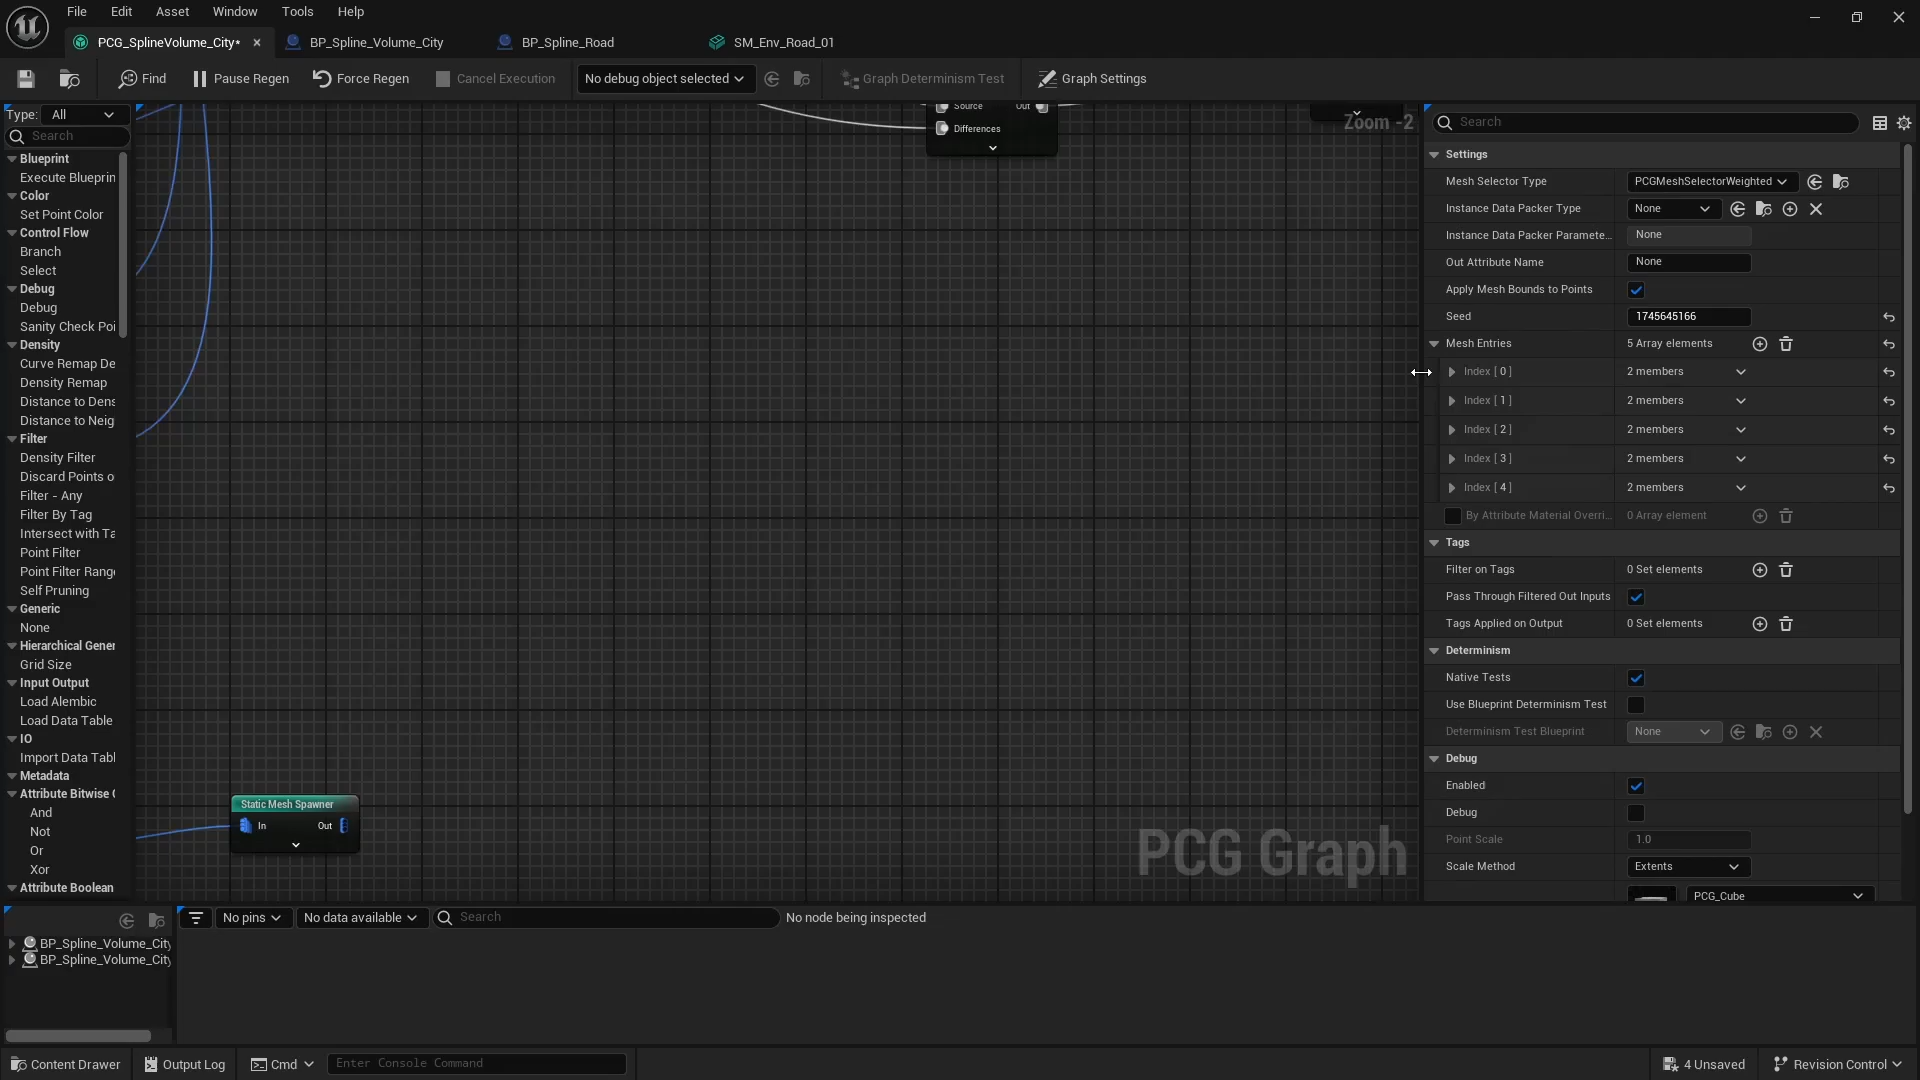 File Edit Asset Window Tools Help
PCG_SplineVolume_City* BP_Spline_Volume_City BP_Spline_Road SM_Env_Road_01
Find Pause Regen Force Regen Cancel Execution No debug object selected Graph Determinism Test Graph Settings
Type: All
Search
Blueprint
Execute Blueprin
Color
Set Point Color
Control Flow
Branch
Select
Debug
Debug
Sanity Check Poi
Density
Curve Remap De
Density Remap
Distance to Dens
Distance to Neig
Filter
Density Filter
Discard Points o
Filter - Any
Filter By Tag
Intersect with Ta
Point Filter
Point Filter Range
Self Pruning
Generic
None
Hierarchical Gener
Grid Size
Input Output
Load Alembic
Load Data Table
IO
Import Data Tabl
Metadata
Attribute Bitwise O
And
Not
Or
Xor
Attribute Boolean
Source Out
Differences
Zoom -2
Static Mesh Spawner
In Out
PCG Graph
Search
Settings
Mesh Selector Type PCGMeshSelectorWeighted
Instance Data Packer Type None
Instance Data Packer Paramete... None
Out Attribute Name None
Apply Mesh Bounds to Points
Seed 1745645166
Mesh Entries 5 Array elements
Index [ 0 ] 2 members
Index [ 1 ] 2 members
Index [ 2 ] 2 members
Index [ 3 ] 2 members
Index [ 4 ] 2 members
By Attribute Material Overri... 0 Array element
Tags
Filter on Tags 0 Set elements
Pass Through Filtered Out Inputs
Tags Applied on Output 0 Set elements
Determinism
Native Tests
Use Blueprint Determinism Test
Determinism Test Blueprint None
Debug
Enabled
Debug
Point Scale 1.0
Scale Method Extents
PCG_Cube
No pins No data available Search No node being inspected
BP_Spline_Volume_City
BP_Spline_Volume_City
Content Drawer Output Log Cmd Enter Console Command 4 Unsaved Revision Control